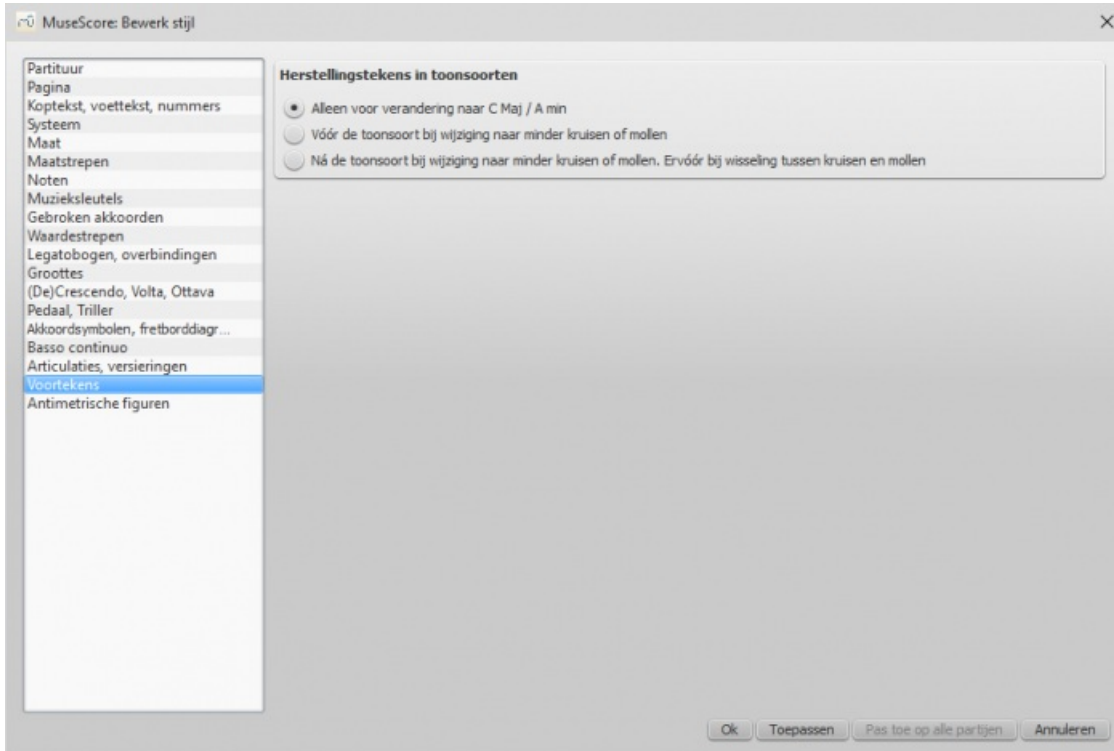 MuseScore: Bewerk stijl
Partituur
Pagina
Koptekst, voettekst, nummers
Systeem
Maat
Maatstrepen
Noten
Muzieksleutels
Gebroken akkoorden
Waardestrepen
Legatobogen, overbindingen
Groottes
(De)Crescendo, Volta, Ottava
Pedaal, Triller
Akkoordsymbolen, fretborddiagr...
Basso continuo
Articulaties, versieringen
Voortekens
Antimetrische figuren
Herstellingstekens in toonsoorten
Alleen voor verandering naar C Maj / A min
Vóór de toonsoort bij wijziging naar minder kruisen of mollen
Ná de toonsoort bij wijziging naar minder kruisen of mollen. Ervóór bij wisseling tussen kruisen en mollen
Ok Toepassen Pas toe op alle partijen Annuleren